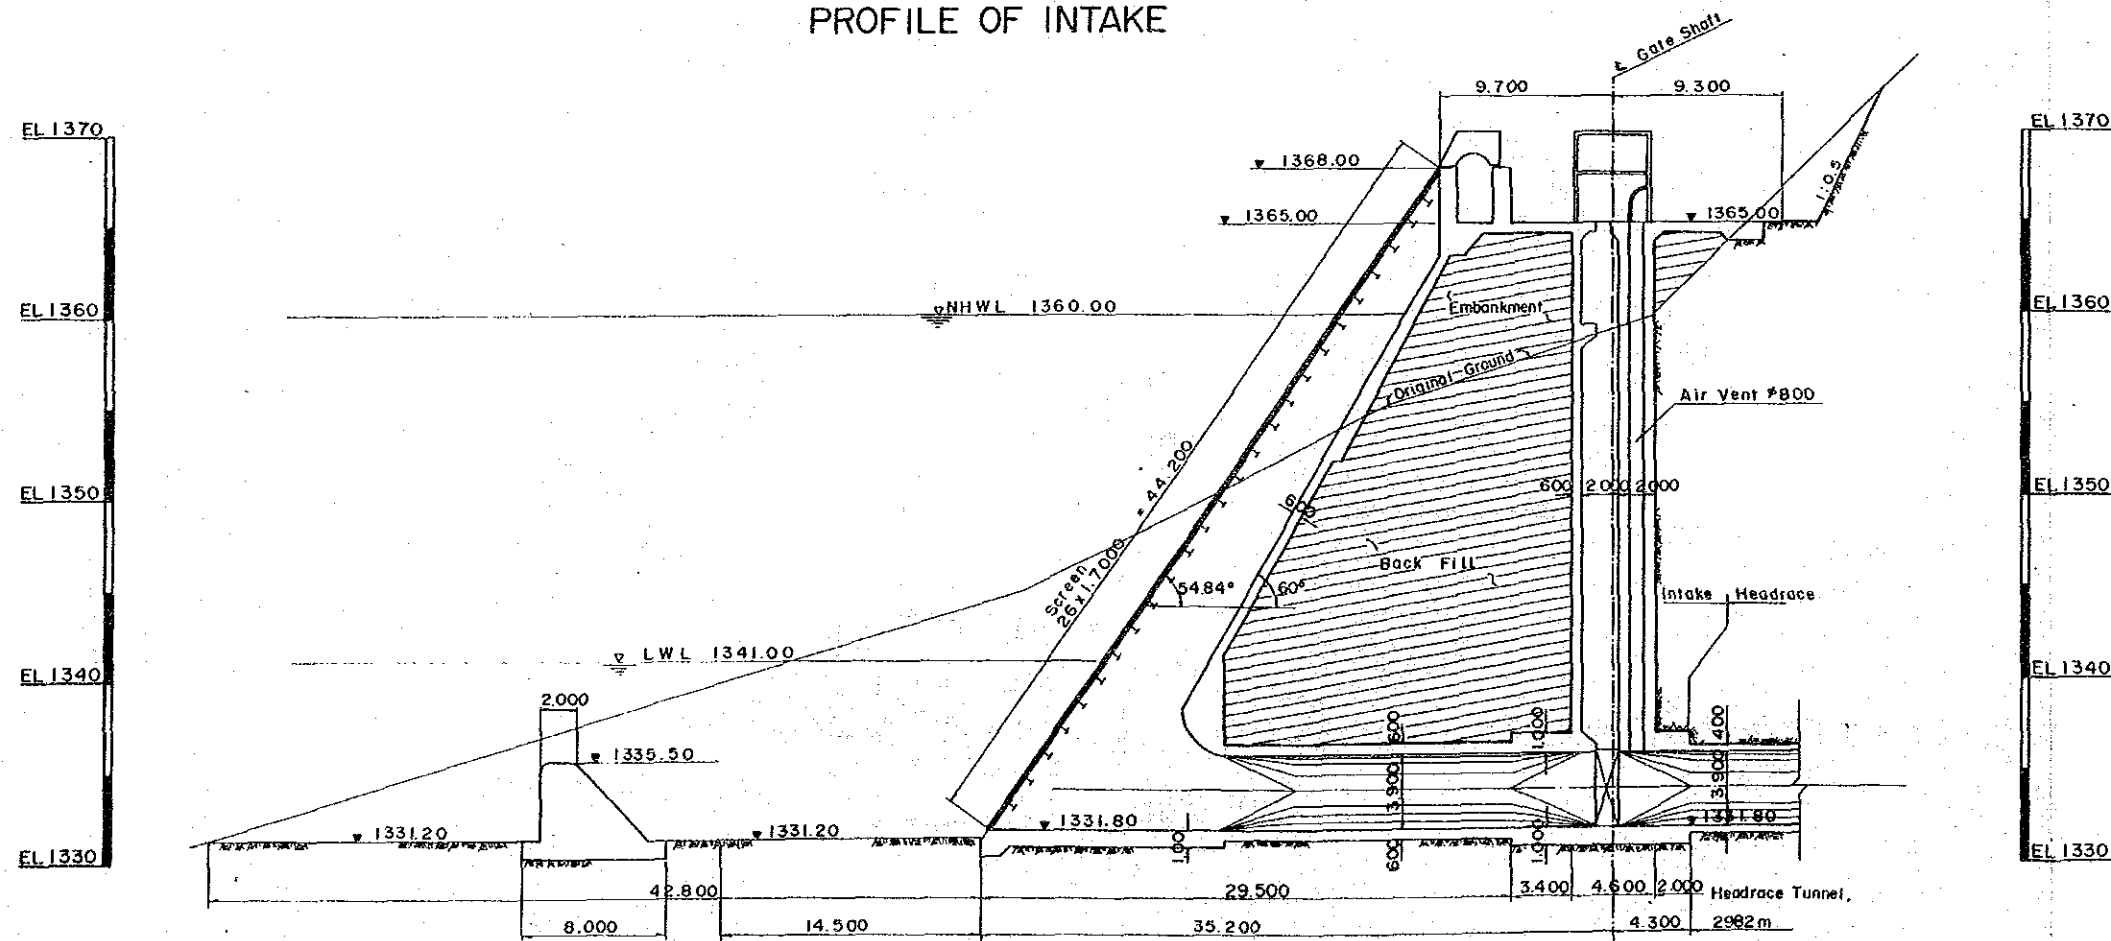 PROFILE OF INTAKE
℄ Gate Shaft
9.700
9.300
EL 1370
EL 1370
1368.00
1:0.5
1365.00
1365.00
NHWL 1360.00
Embankment
EL 1360
EL 1360
Original Ground
Air Vent φ800
= 44.200
EL 1350
EL 1350
600
2.000
2.000
600
Back Fill
Screen
26 x 1.7000
54.84°
60°
Intake
Headrace
LWL 1341.00
EL 1340
EL 1340
2.000
600
1.000
400
1335.50
3.900
3.900
1331.20
1331.20
1331.80
1331.80
EL 1330
EL 1330
100
600
1.000
42.800
29.500
3.400
4.600
2.000
Headrace Tunnel,
8.000
14.500
35.200
4.300
2982m